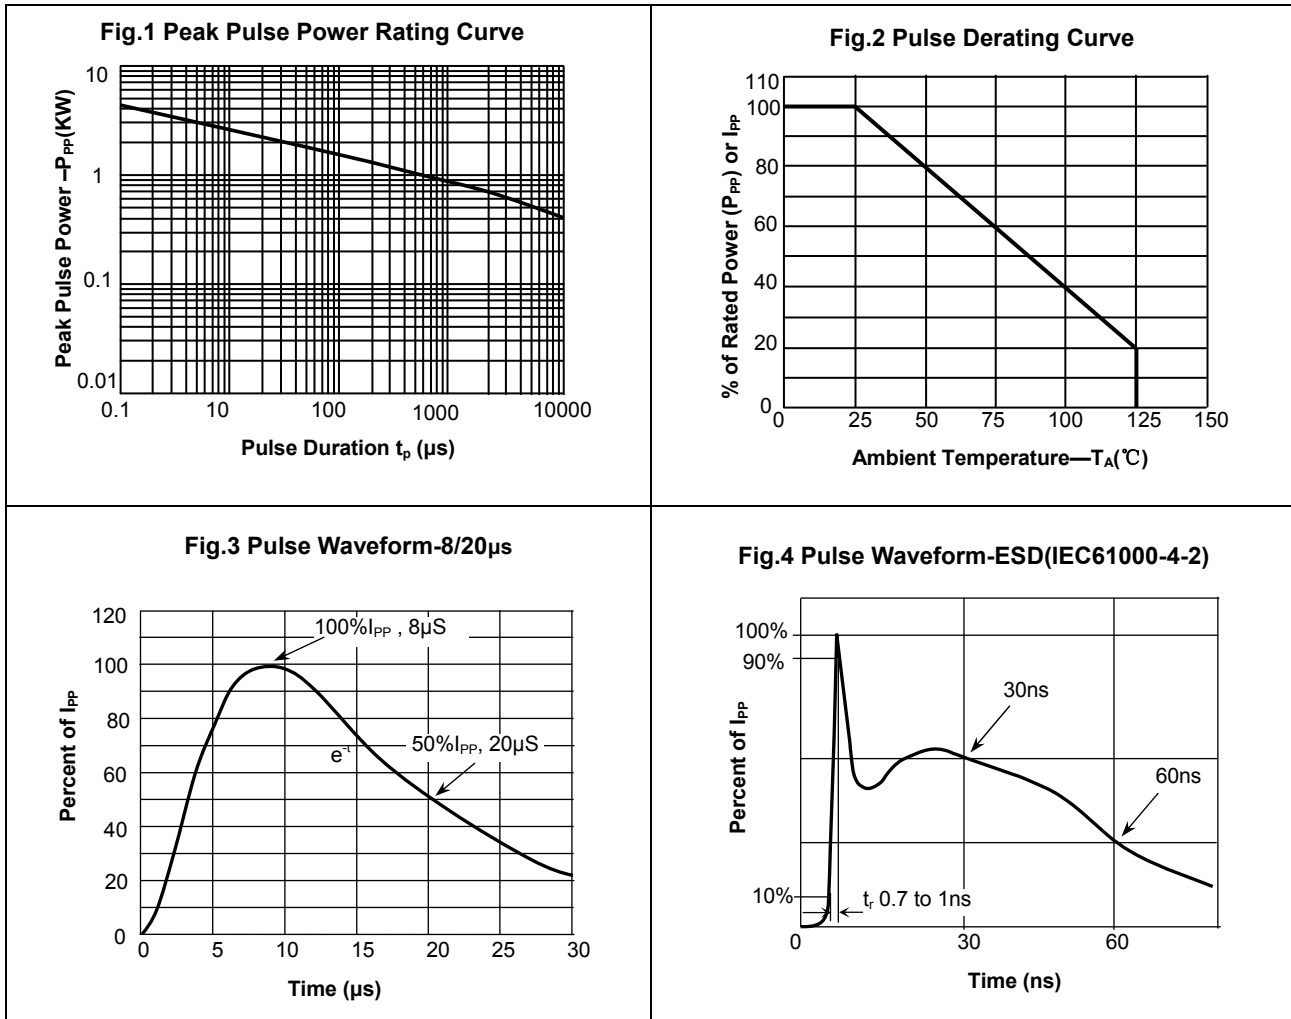 Fig.1 Peak Pulse Power Rating Curve
Peak Pulse Power –PPP(KW)
10
1
0.1
0.01
0.1 10 100 1000 10000
Pulse Duration tp (µs)
Fig.2 Pulse Derating Curve
% of Rated Power (PPP) or IPP
110
100
80
60
40
20
0
0 25 50 75 100 125 150
Ambient Temperature—TA(℃)
Fig.3 Pulse Waveform-8/20µs
Percent of IPP
120
100
80
60
40
20
0
100%IPP , 8µS
e-t
50%IPP, 20µS
0 5 10 15 20 25 30
Time (µs)
Fig.4 Pulse Waveform-ESD(IEC61000-4-2)
Percent of IPP
100%
90%
10%
30ns
60ns
tr 0.7 to 1ns
0 30 60
Time (ns)